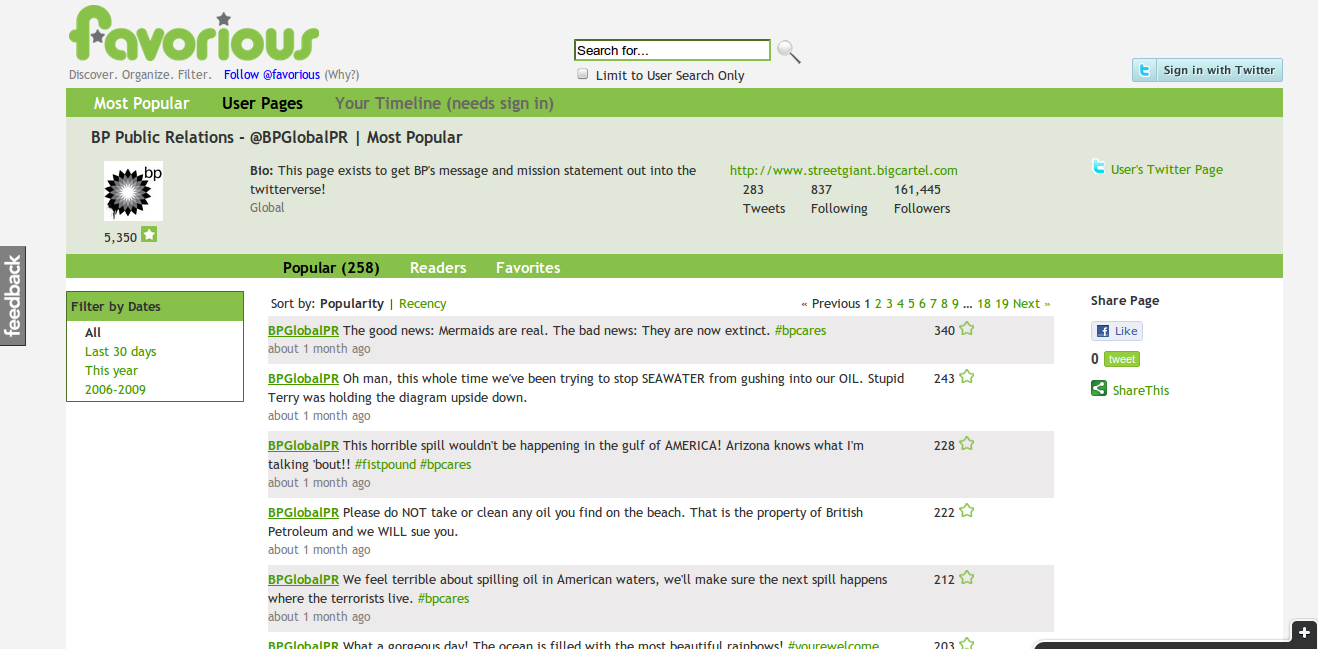 favorious
Discover. Organize. Filter. Follow @favorious (Why?)
Search for...
Limit to User Search Only
Sign in with Twitter
Most Popular User Pages Your Timeline (needs sign in)
BP Public Relations - @BPGlobalPR | Most Popular
bp
5,350
Bio: This page exists to get BP's message and mission statement out into the
twitterverse!
Global
http://www.streetgiant.bigcartel.com
283 837 161,445
Tweets Following Followers
User's Twitter Page
feedback
Popular (258) Readers Favorites
Filter by Dates
All
Last 30 days
This year
2006-2009
Sort by: Popularity | Recency
« Previous 1 2 3 4 5 6 7 8 9 ... 18 19 Next »
BPGlobalPR The good news: Mermaids are real. The bad news: They are now extinct. #bpcares 340
about 1 month ago
BPGlobalPR Oh man, this whole time we've been trying to stop SEAWATER from gushing into our OIL. Stupid 243
Terry was holding the diagram upside down.
about 1 month ago
BPGlobalPR This horrible spill wouldn't be happening in the gulf of AMERICA! Arizona knows what I'm 228
talking 'bout!! #fistpound #bpcares
about 1 month ago
BPGlobalPR Please do NOT take or clean any oil you find on the beach. That is the property of British 222
Petroleum and we WILL sue you.
about 1 month ago
BPGlobalPR We feel terrible about spilling oil in American waters, we'll make sure the next spill happens 212
where the terrorists live. #bpcares
about 1 month ago
BPGlobalPR What a gorgeous day! The ocean is filled with the most beautiful rainbows! #yourewelcome 203
Share Page
Like
0 tweet
ShareThis